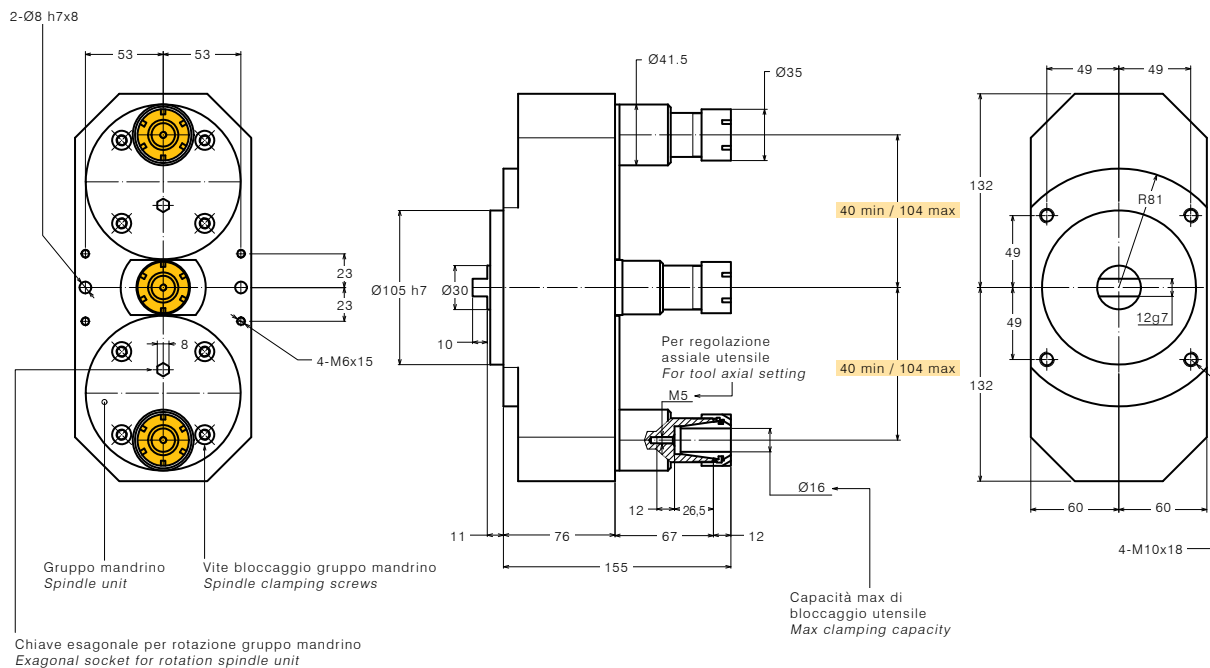 2-Ø8 h7x8
53
53
23
23
8
4-M6x15
Gruppo mandrino
Spindle unit
Vite bloccaggio gruppo mandrino
Spindle clamping screws
Chiave esagonale per rotazione gruppo mandrino
Exagonal socket for rotation spindle unit
Ø41.5
Ø35
40 min / 104 max
Ø105 h7
Ø30
10
Per regolazione
assiale utensile
For tool axial setting
40 min / 104 max
M5
Ø16
12
26,5
11
76
67
12
155
Capacità max di
bloccaggio utensile
Max clamping capacity
49
49
132
R81
49
12g7
49
132
60
60
4-M10x18